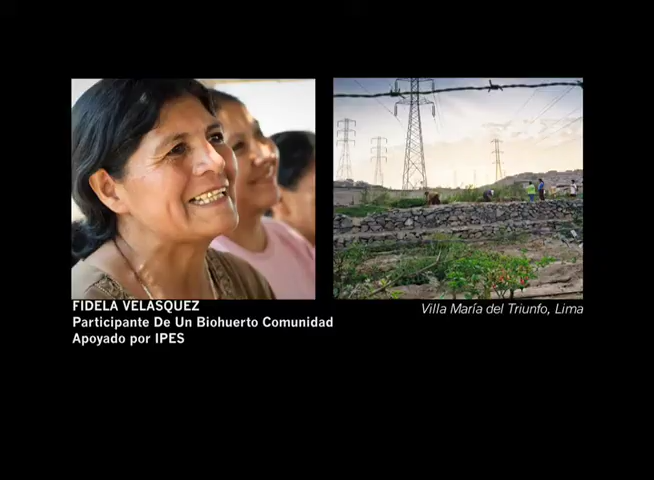 FIDELA VELASQUEZ
Participante De Un Biohuerto Comunidad
Apoyado por IPES
Villa María del Triunfo, Lima